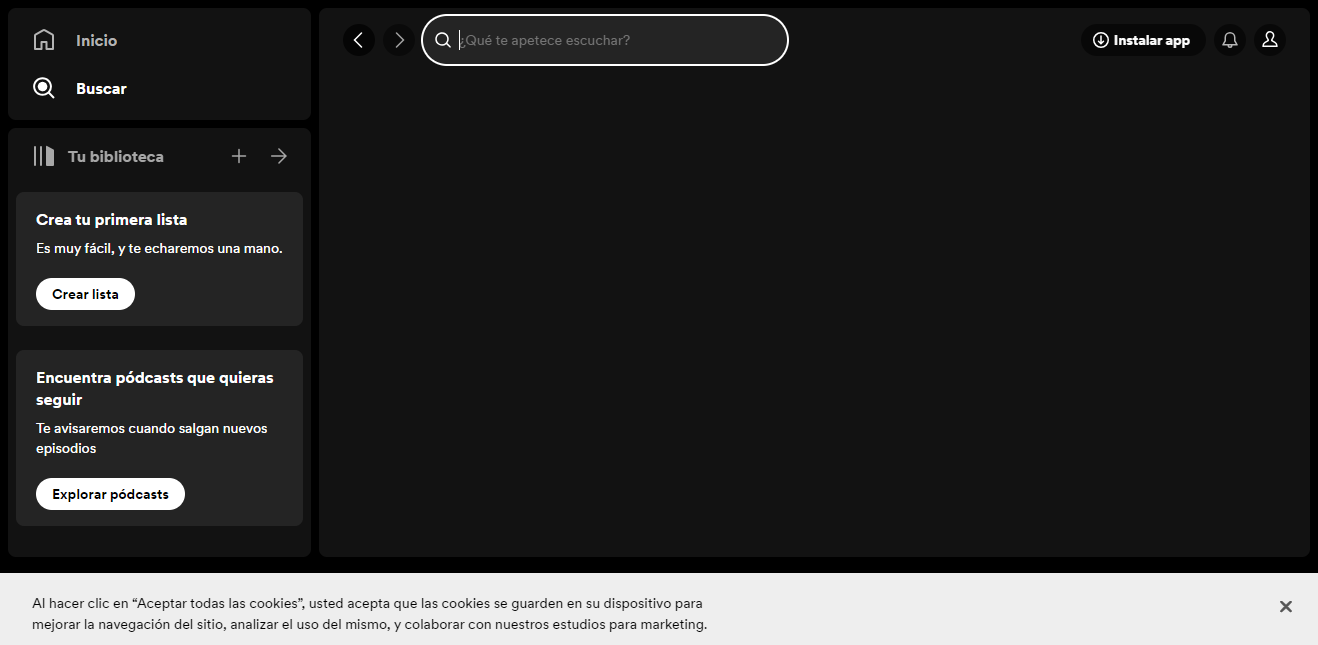 Inicio
Buscar
Tu biblioteca
Crea tu primera lista
Es muy fácil, y te echaremos una mano.
Crear lista
Encuentra pódcasts que quieras
seguir
Te avisaremos cuando salgan nuevos
episodios
Explorar pódcasts
¿Qué te apetece escuchar?
Instalar app
Al hacer clic en “Aceptar todas las cookies”, usted acepta que las cookies se guarden en su dispositivo para
mejorar la navegación del sitio, analizar el uso del mismo, y colaborar con nuestros estudios para marketing.